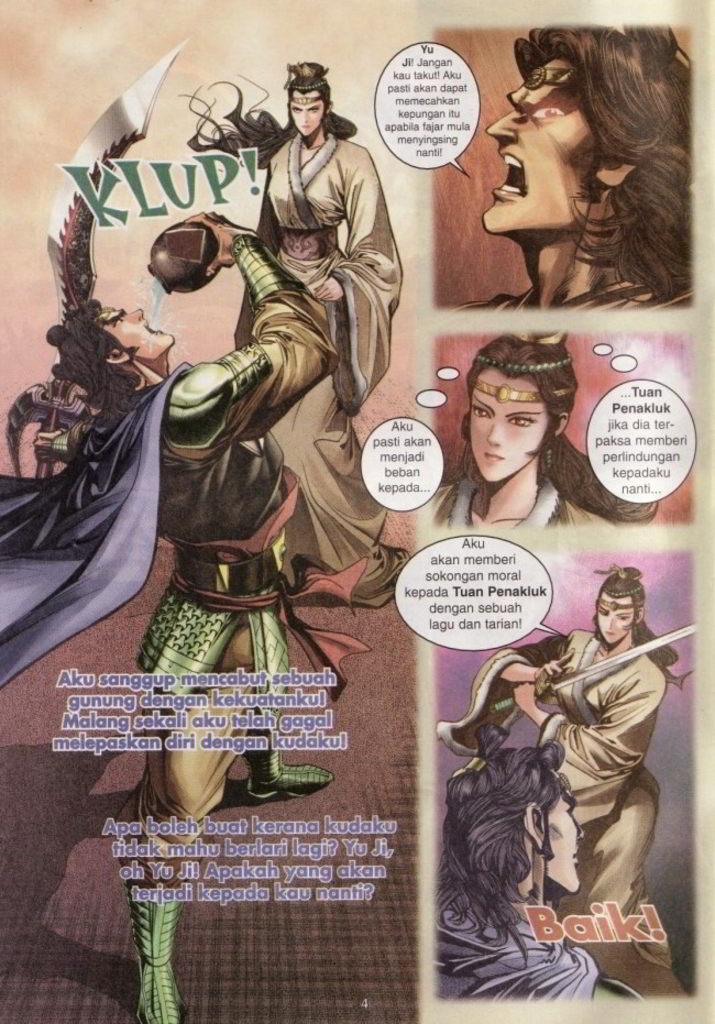 KLUP!
Aku sanggup mencabut sebuah
gunung dengan kekuatanku!
Malang sekali aku telah gagal
melepaskan diri dengan kudaku!
Apa boleh buat kerana kudaku
tidak mahu berlari lagi? Yu Ji,
oh Yu Ji! Apakah yang akan
terjadi kepada kau nanti?
Yu
Ji! Jangan
kau takut! Aku
pasti akan dapat
memecahkan
kepungan itu
apabila fajar mula
menyingsing
nanti!
Aku
pasti akan
menjadi
beban
kepada...
...Tuan
Penakluk
jika dia ter-
paksa memberi
perlindungan
kepadaku
nanti...
Aku
akan memberi
sokongan moral
kepada Tuan Penakluk
dengan sebuah
lagu dan tarian!
Baik!
4